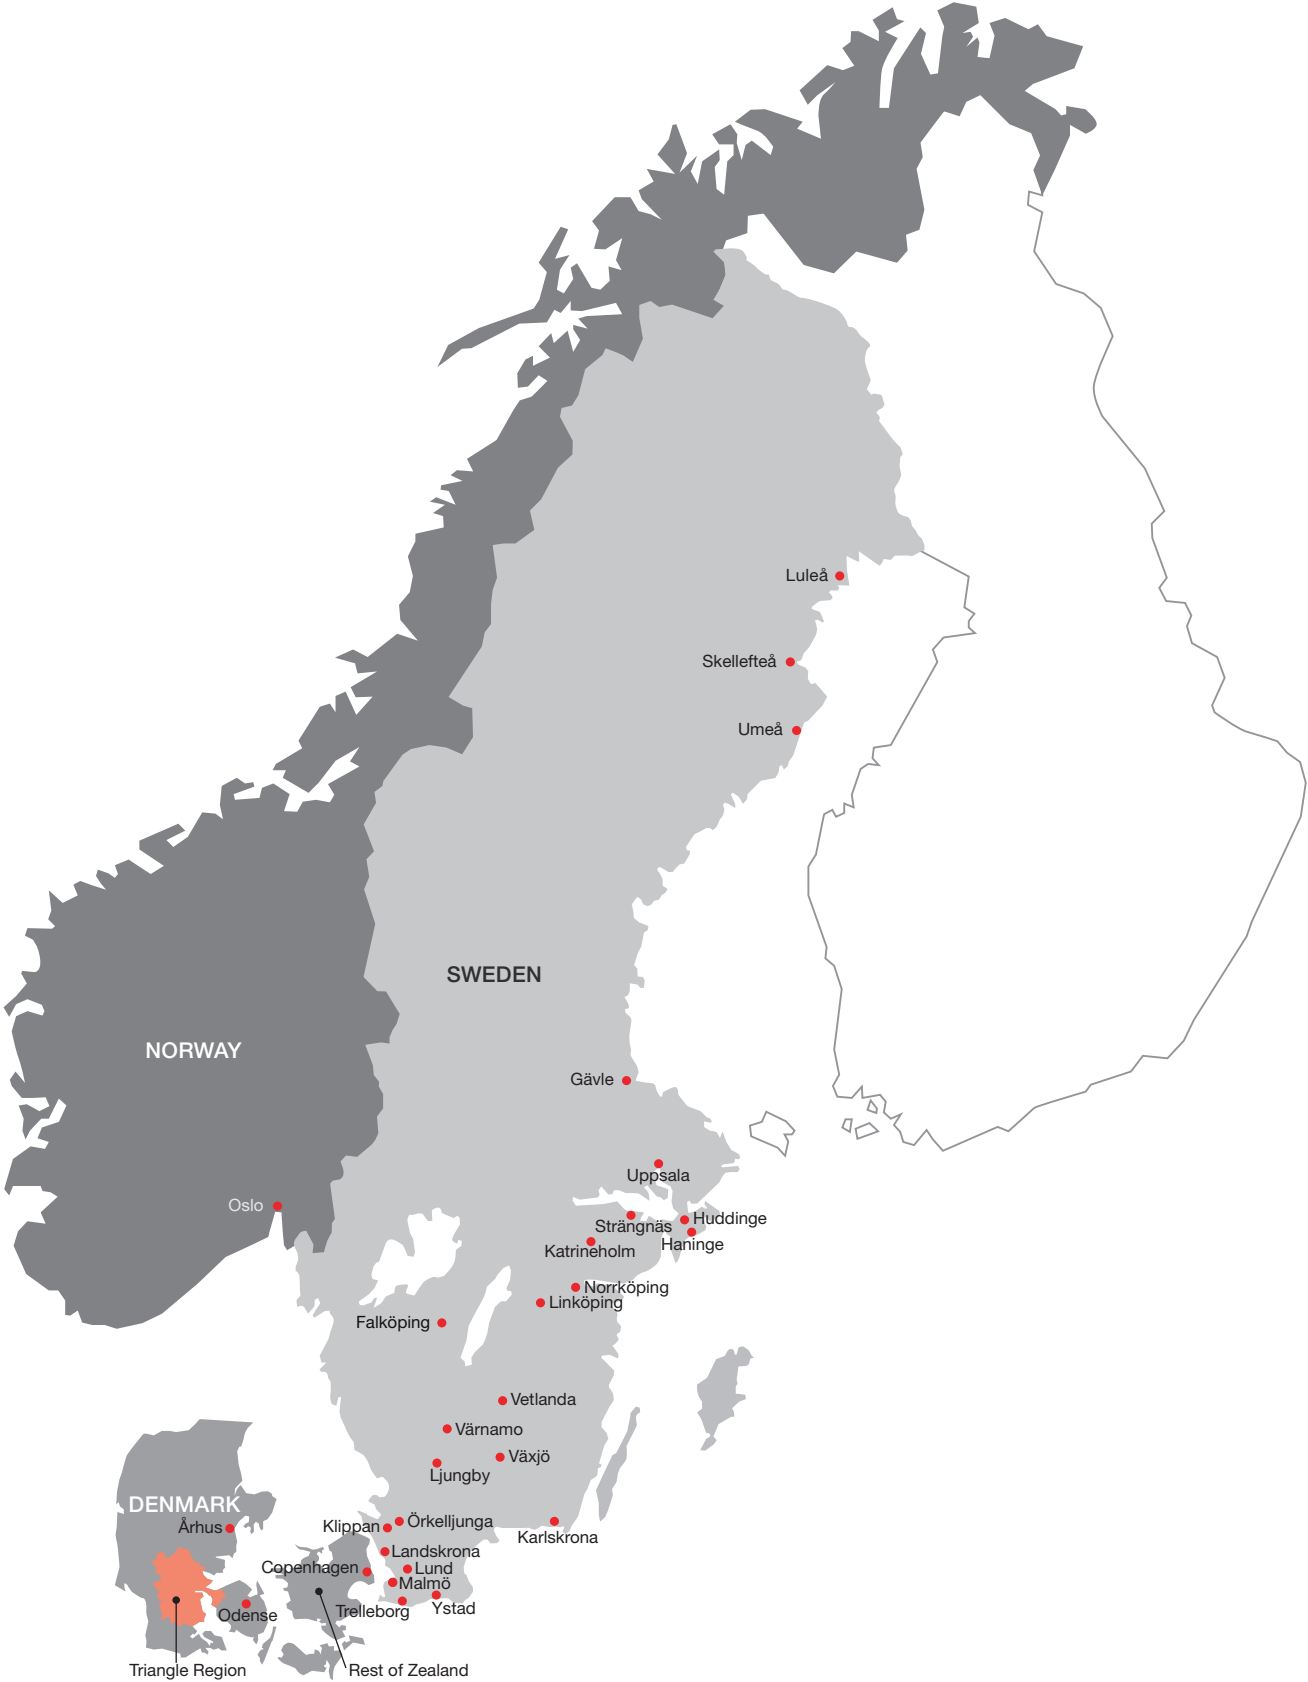 Luleå
Skellefteå
Umeå
SWEDEN
NORWAY
Gävle
Uppsala
Oslo
Strängnäs
Huddinge
Haninge
Katrineholm
Norrköping
Linköping
Falköping
Vetlanda
Värnamo
Växjö
Ljungby
DENMARK
Århus
Klippan
Örkelljunga
Karlskrona
Landskrona
Copenhagen
Lund
Malmö
Odense
Trelleborg
Ystad
Triangle Region
Rest of Zealand